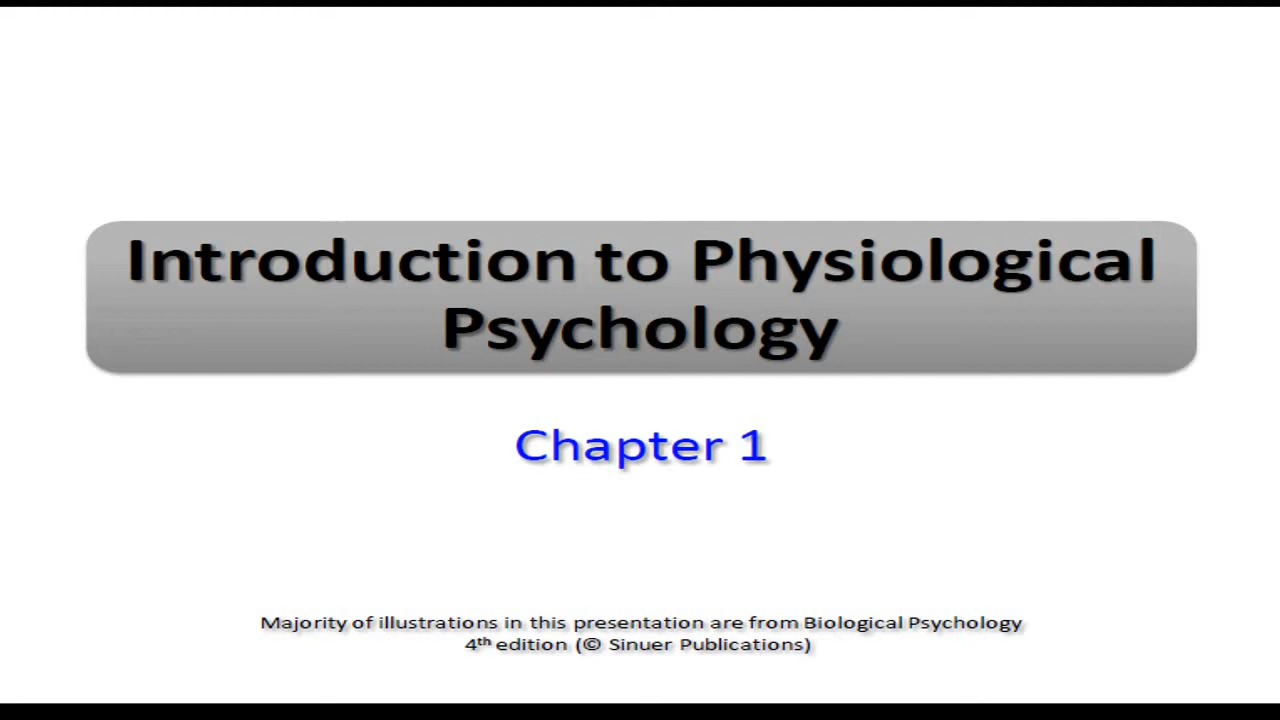 Introduction to Physiological
Psychology
Chapter 1
Majority of illustrations in this presentation are from Biological Psychology
4th edition (© Sinuer Publications)